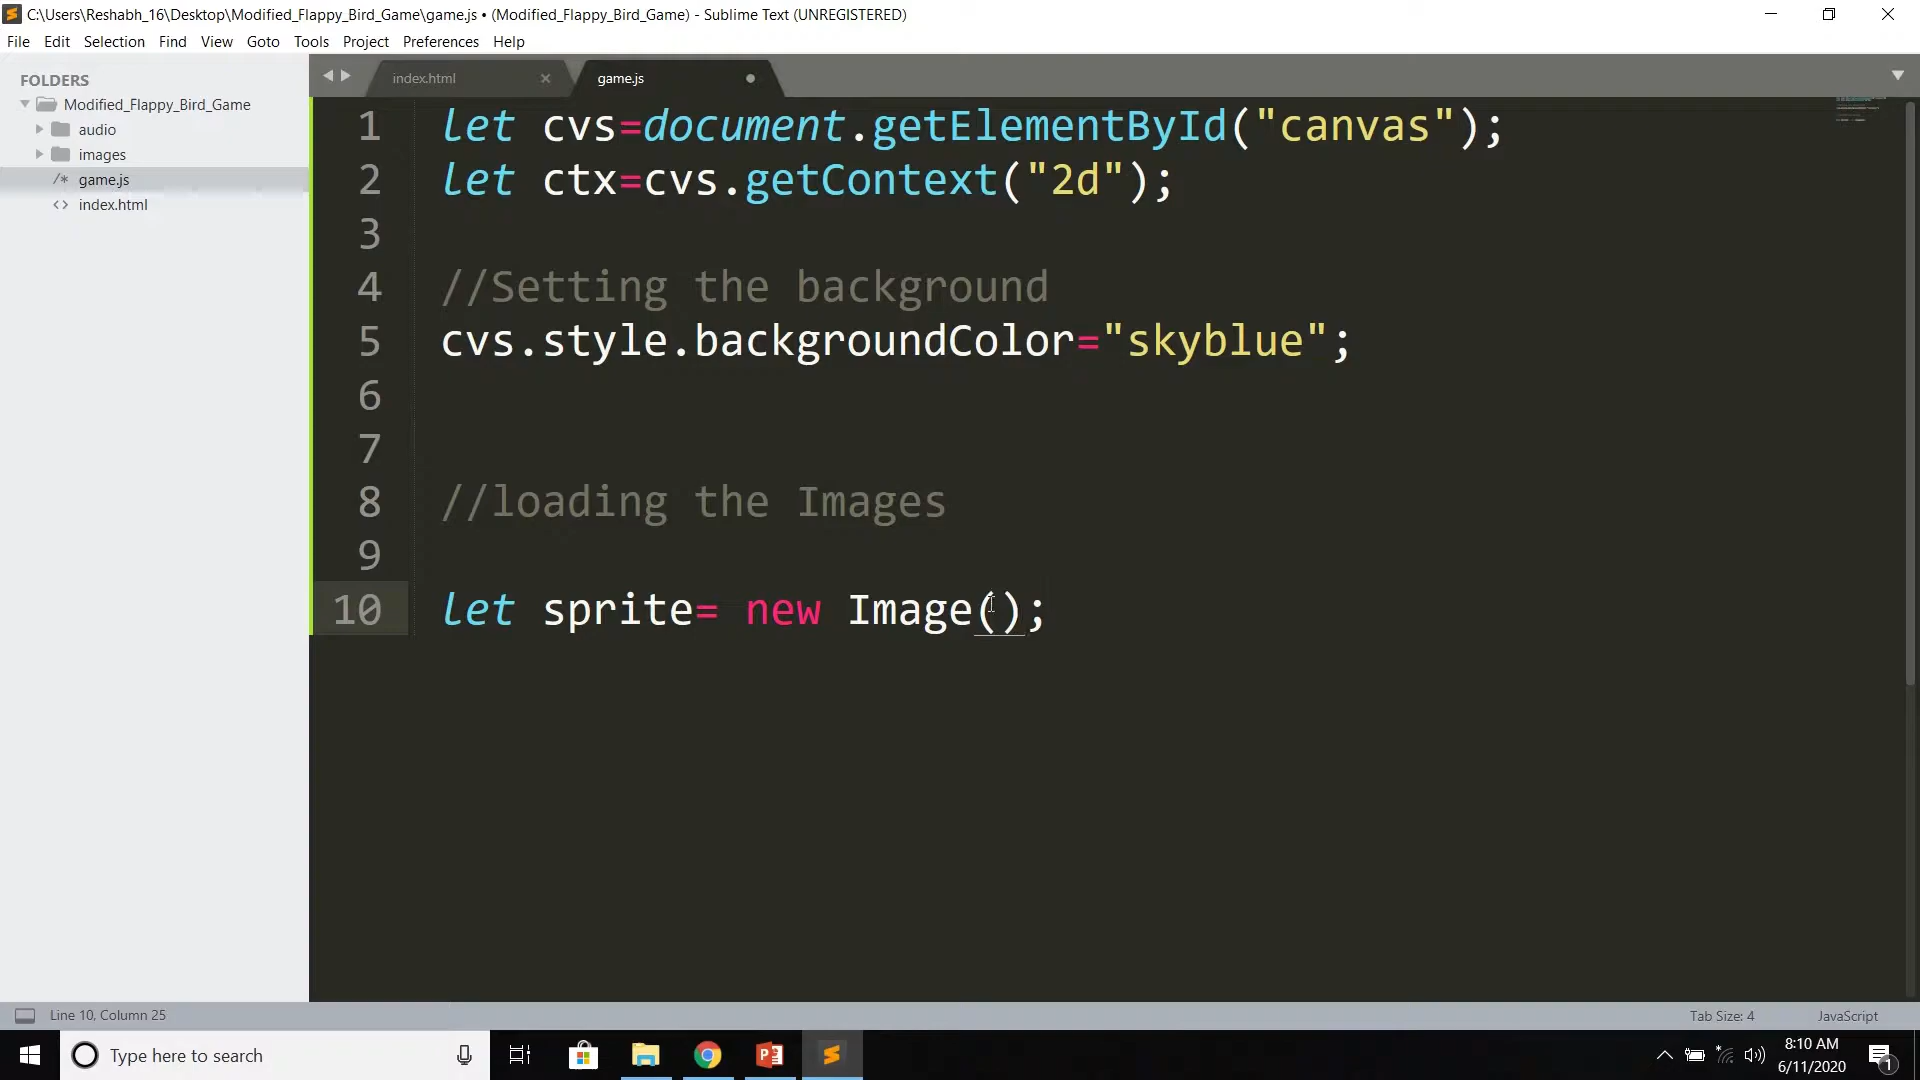 C:\Users\Reshabh_16\Desktop\Modified_Flappy_Bird_Game\game.js • (Modified_Flappy_Bird_Game) - Sublime Text (UNREGISTERED)
File Edit Selection Find View Goto Tools Project Preferences Help
FOLDERS
Modified_Flappy_Bird_Game
audio
images
/* game.js
<> index.html
index.html
game.js
1 let cvs=document.getElementById("canvas");
2 let ctx=cvs.getContext("2d");
3
4 //Setting the background
5 cvs.style.backgroundColor="skyblue";
6
7
8 //loading the Images
9
10 let sprite= new Image();
Line 10, Column 25
Tab Size: 4
JavaScript
Type here to search
8:10 AM
6/11/2020
1